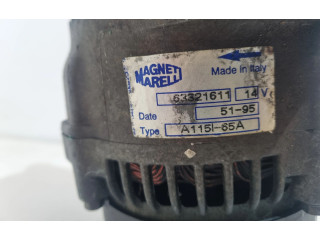 MAGNETI
MARELLI
Made in Italy
63321611 14 V
Date 51-95
Type A115I-65A